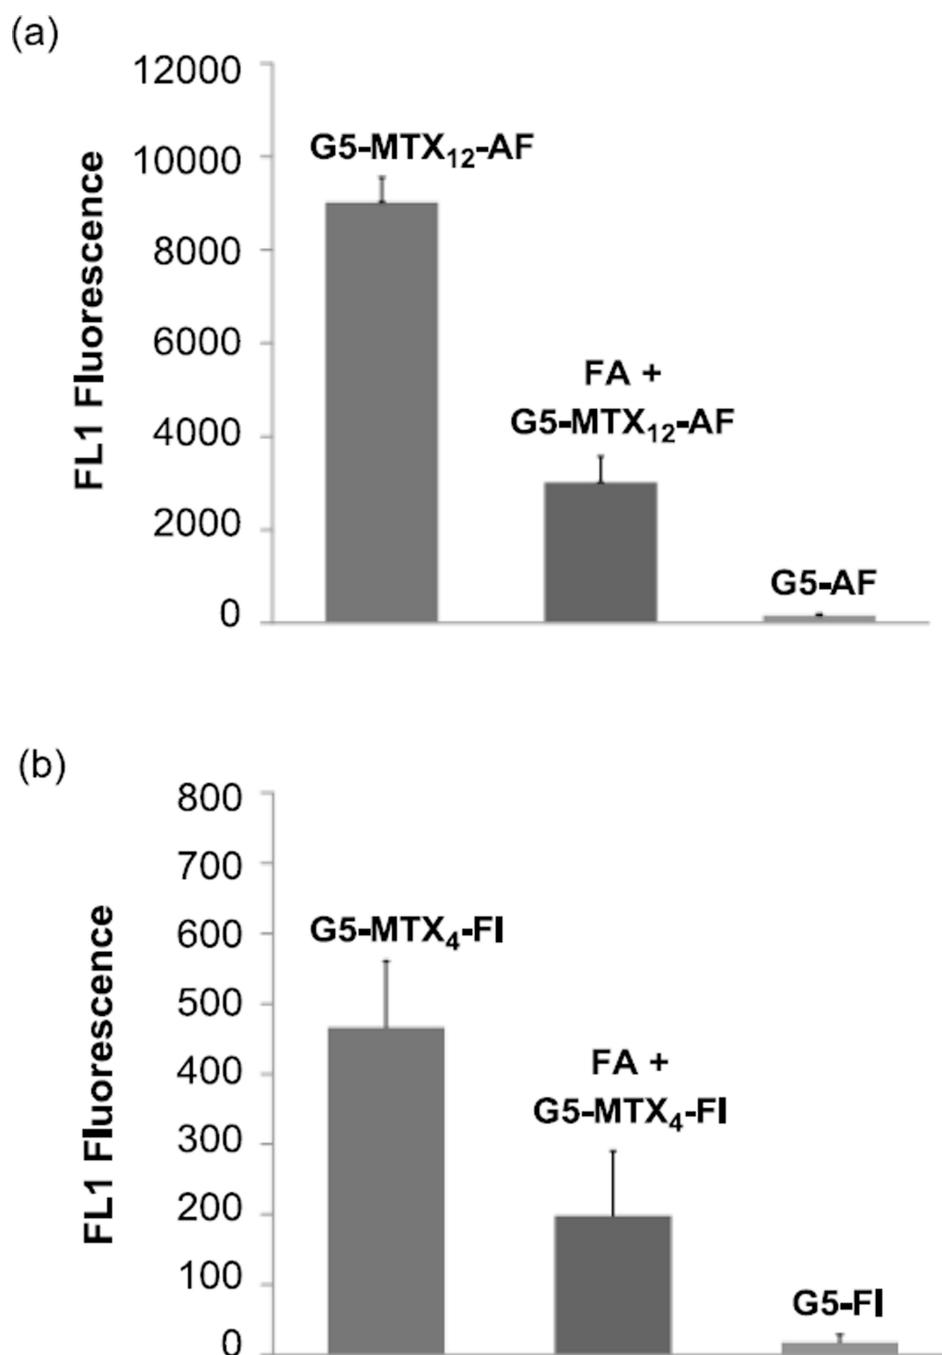 (a)
12000
10000
8000
6000
4000
2000
0
FL1 Fluorescence
G5-MTX₁₂-AF
FA +
G5-MTX₁₂-AF
G5-AF
(b)
800
700
600
500
400
300
200
100
0
FL1 Fluorescence
G5-MTX₄-FI
FA +
G5-MTX₄-FI
G5-FI